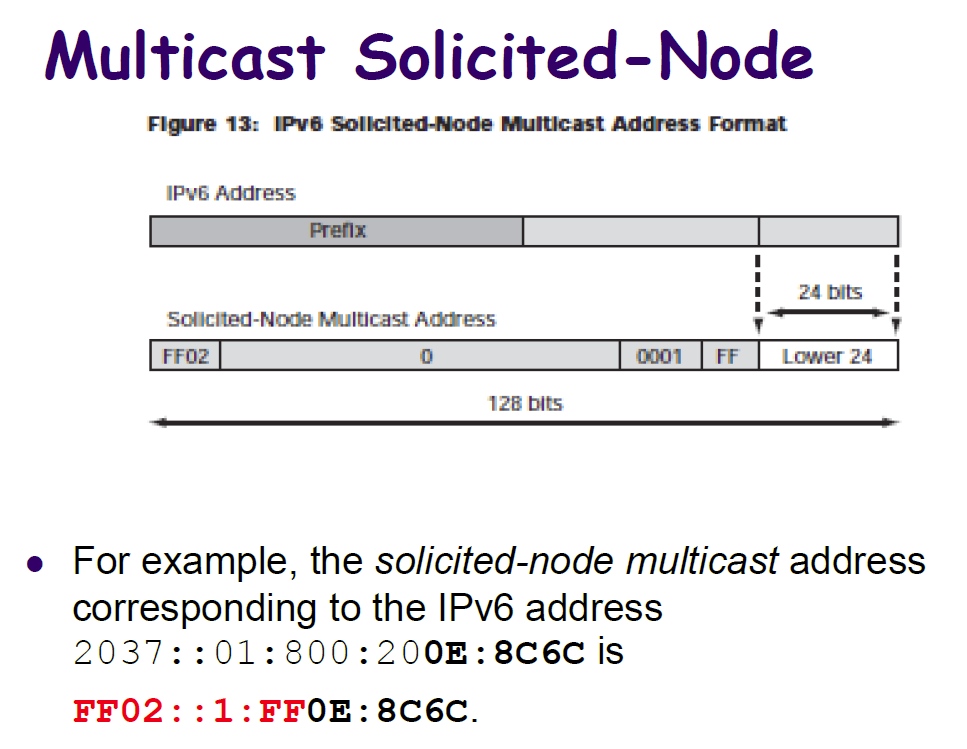 Multicast Solicited-Node
Figure 13: IPv6 Solicited-Node Multicast Address Format
IPv6 Address
Prefix
24 bits
Solicited-Node Multicast Address
FF02 0 0001 FF Lower 24
128 bits
● For example, the solicited-node multicast address
corresponding to the IPv6 address
2037::01:800:200E:8C6C is
FF02::1:FF0E:8C6C.